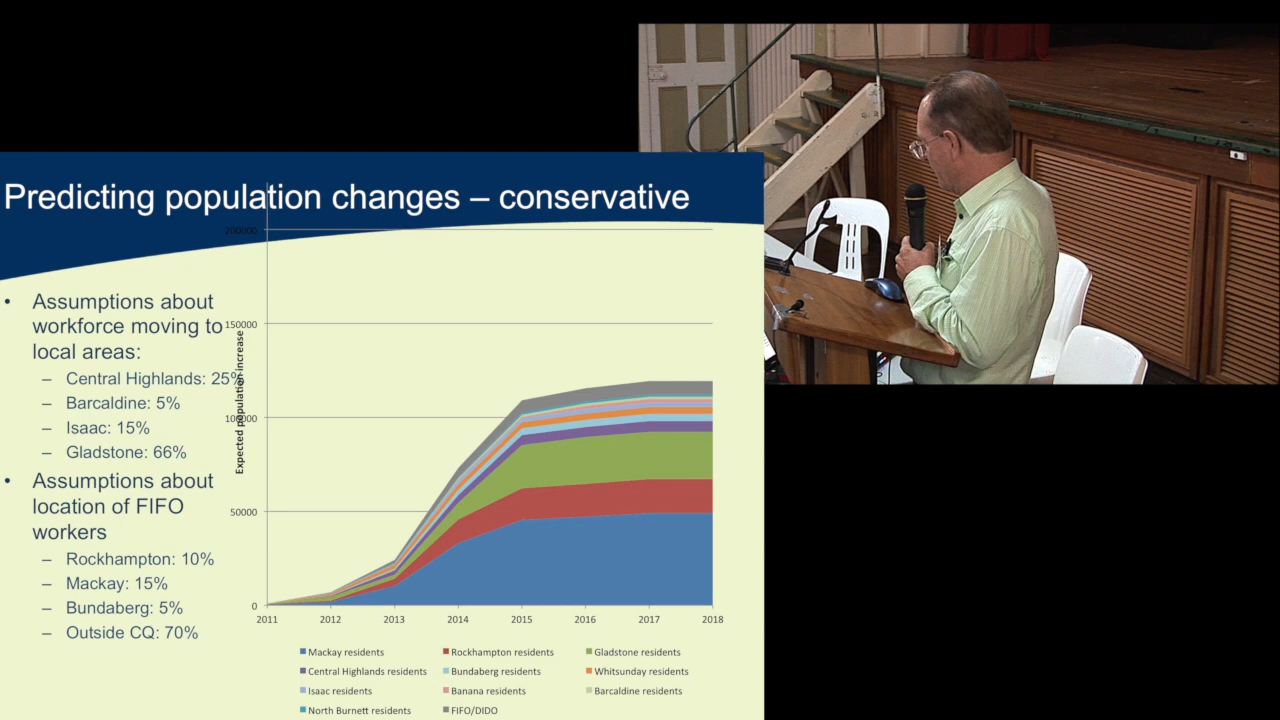 Predicting population changes – conservative
• Assumptions about
workforce moving to
local areas:
– Central Highlands: 25%
– Barcaldine: 5%
– Isaac: 15%
– Gladstone: 66%
• Assumptions about
location of FIFO
workers
– Rockhampton: 10%
– Mackay: 15%
– Bundaberg: 5%
– Outside CQ: 70%
Expected population increase
200000
150000
100000
50000
0
2011 2012 2013 2014 2015 2016 2017 2018
Mackay residents Rockhampton residents Gladstone residents
Central Highlands residents Bundaberg residents Whitsunday residents
Isaac residents Banana residents Barcaldine residents
North Burnett residents FIFO/DIDO